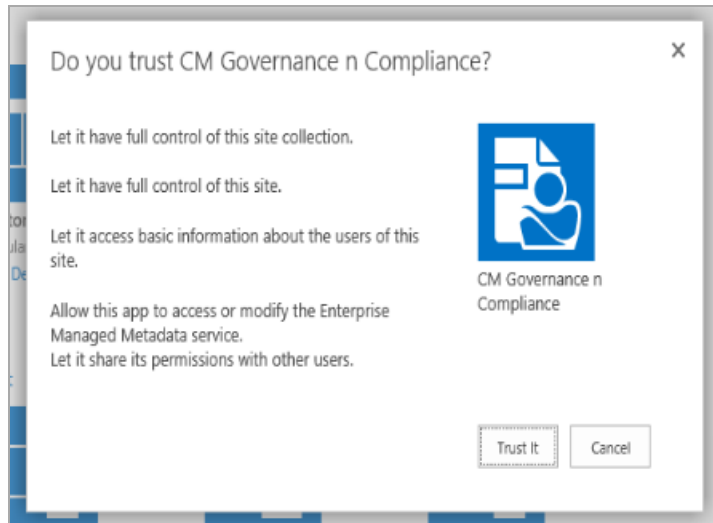 Do you trust CM Governance n Compliance?
X
Let it have full control of this site collection.
Let it have full control of this site.
Let it access basic information about the users of this
site.
Allow this app to access or modify the Enterprise
Managed Metadata service.
Let it share its permissions with other users.
CM Governance n
Compliance
Trust It
Cancel